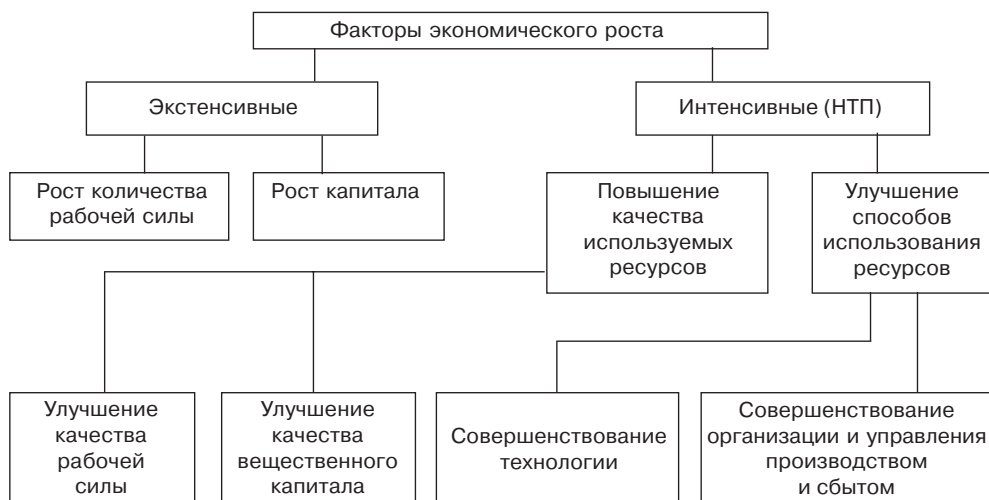 Факторы экономического роста
Экстенсивные
Интенсивные (НТП)
Рост количества
рабочей силы
Рост капитала
Повышение
качества
используемых
ресурсов
Улучшение
способов
использования
ресурсов
Улучшение
качества
рабочей
силы
Улучшение
качества
вещественного
капитала
Совершенствование
технологии
Совершенствование
организации и управления
производством
и сбытом